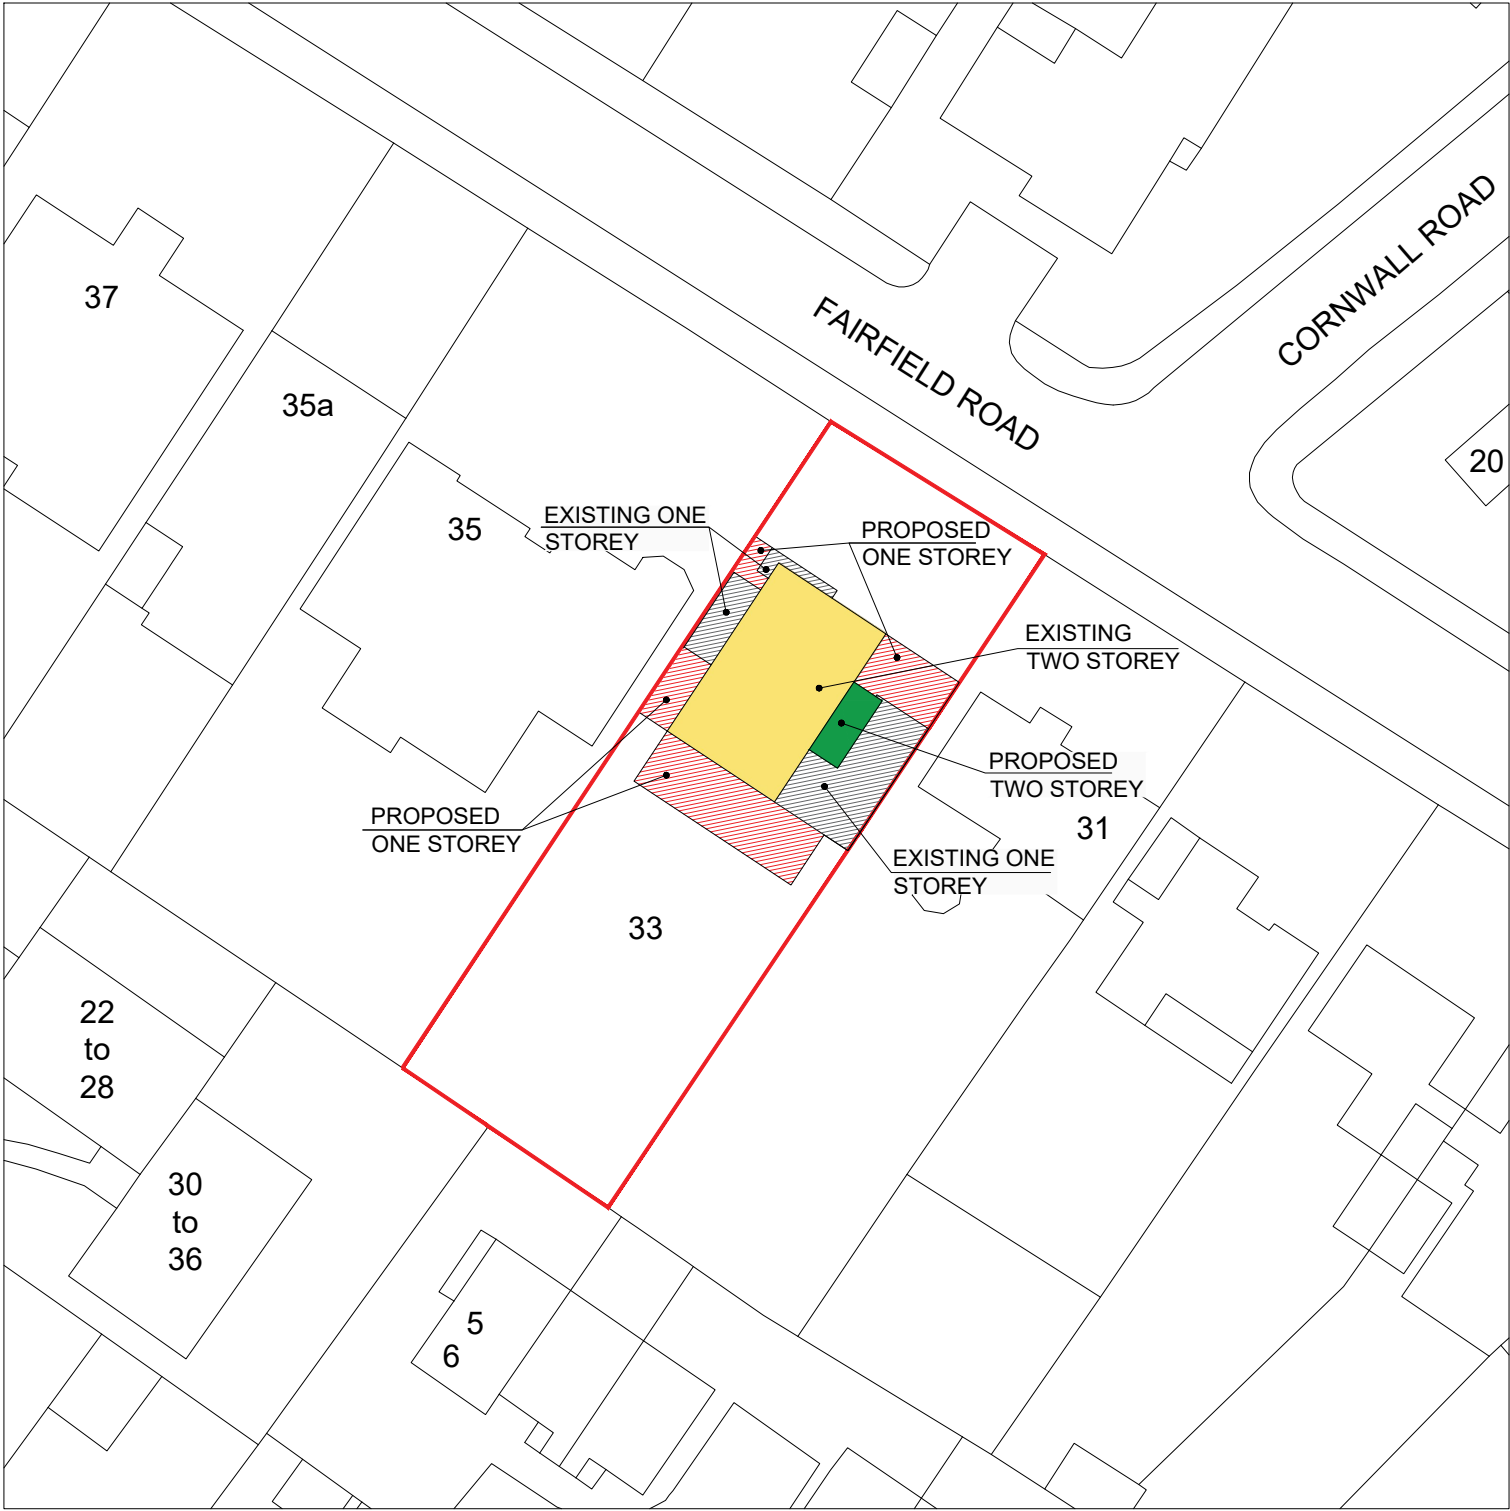 CORNWALL ROAD
37
FAIRFIELD ROAD
35a
20
EXISTING ONE
STOREY
35
PROPOSED
ONE STOREY
EXISTING
TWO STOREY
PROPOSED
TWO STOREY
PROPOSED
ONE STOREY
31
EXISTING ONE
STOREY
33
22
to
28
30
to
36
5
6